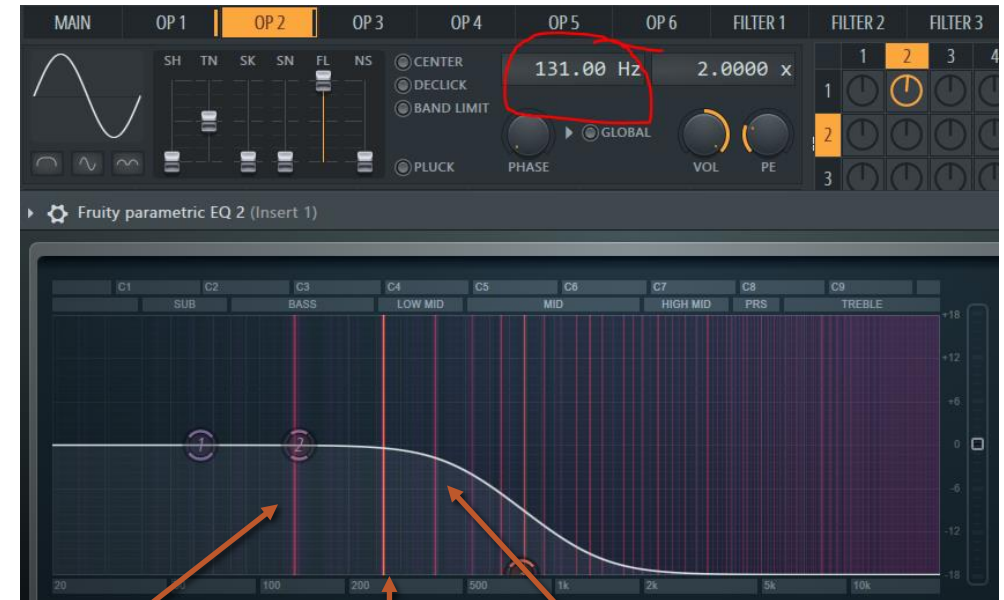 MAIN OP 1 OP 2 OP 3 OP 4 OP 5 OP 6 FILTER 1 FILTER 2 FILTER 3
SH TN SK SN FL NS
CENTER
DECLICK
BAND LIMIT
PLUCK
131.00 Hz 2.0000 x
PHASE
GLOBAL
VOL PE
1 2 3 4
1
2
3
Fruity parametric EQ 2 (Insert 1)
C1 C2 C3 C4 C5 C6 C7 C8 C9
SUB BASS LOW MID MID HIGH MID PRS TREBLE
+18
+12
+6
0
-6
-12
-18
1 2
20 100 200 500 1k 2k 5k 10k